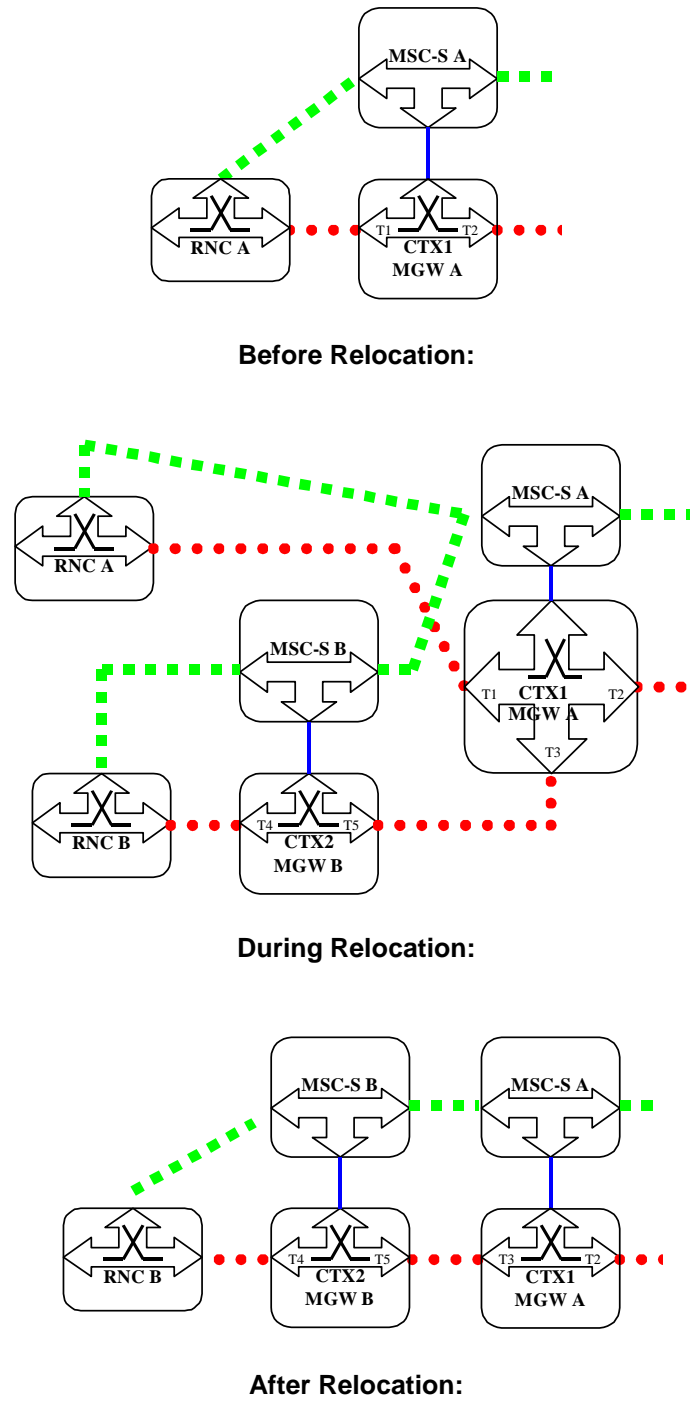 MSC-S A
RNC A
T1
T2
CTX1
MGW A
Before Relocation:
MSC-S A
RNC A
MSC-S B
T1
CTX1
T2
MGW A
T3
RNC B
T4
T5
CTX2
MGW B
During Relocation:
MSC-S B
MSC-S A
RNC B
T4
T5
CTX2
MGW B
T3
T2
CTX1
MGW A
After Relocation: